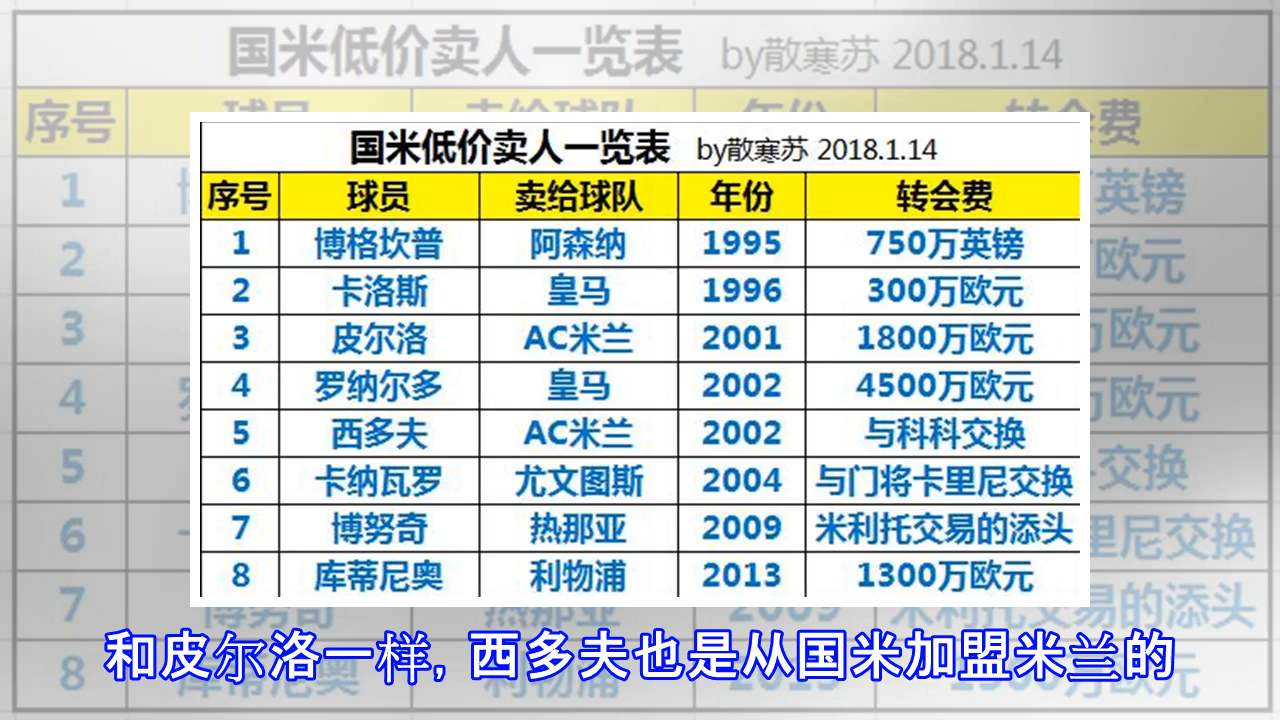 国米低价卖人一览表 by散寒苏 2018.1.14
序号 球员 卖给球队 年份 转会费
1 博格坎普 阿森纳 1995 750万英镑
2 卡洛斯 皇马 1996 300万欧元
3 皮尔洛 AC米兰 2001 1800万欧元
4 罗纳尔多 皇马 2002 4500万欧元
5 西多夫 AC米兰 2002 与科科交换
6 卡纳瓦罗 尤文图斯 2004 与门将卡里尼交换
7 博努奇 热那亚 2009 米利托交易的添头
8 库蒂尼奥 利物浦 2013 1300万欧元
和皮尔洛一样, 西多夫也是从国米加盟米兰的